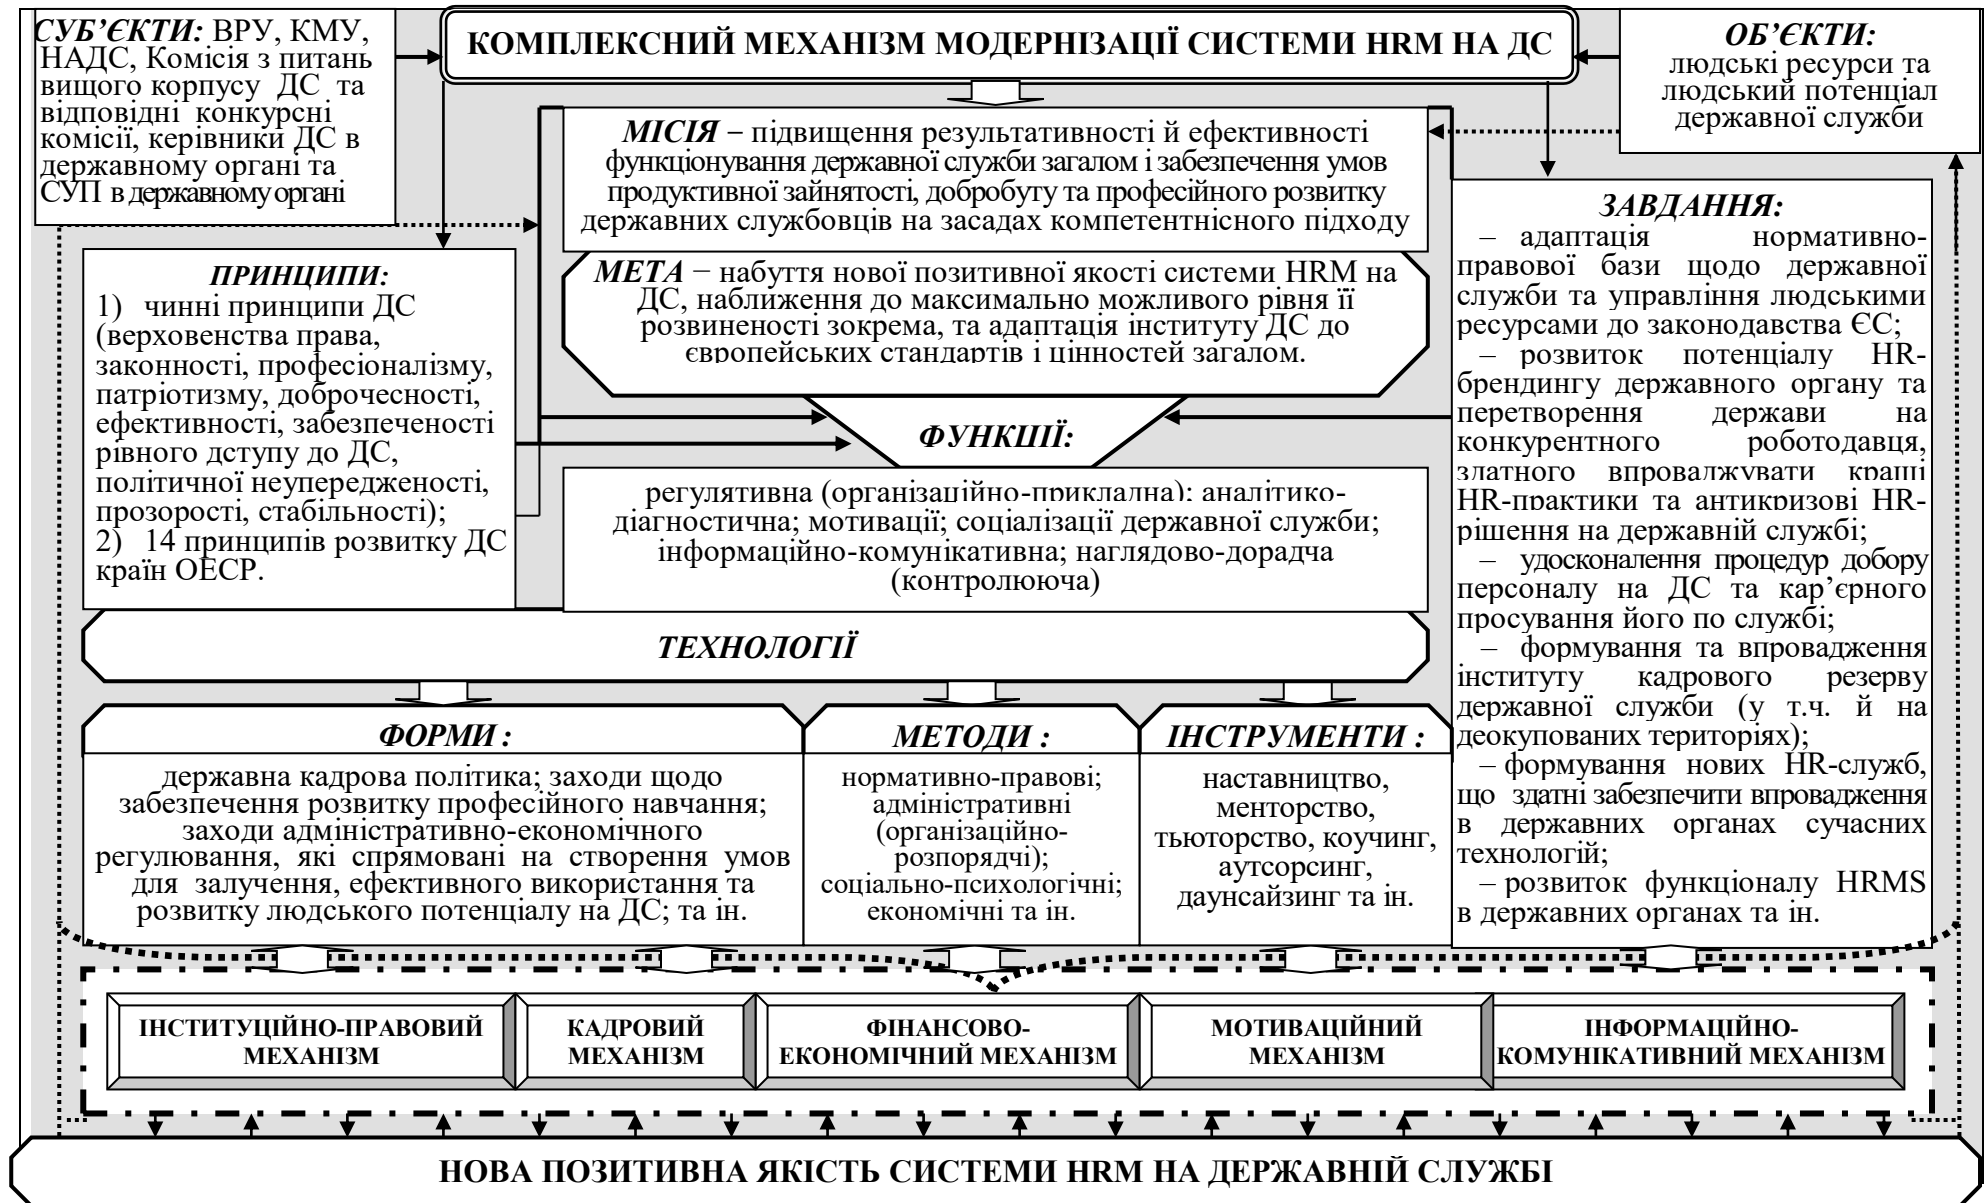 СУБ’ЄКТИ: ВРУ, КМУ,
НАДС, Комісія з питань
вищого корпусу ДС та
відповідні конкурсні
комісії, керівники ДС в
державному органі та
СУП в державному органі
КОМПЛЕКСНИЙ МЕХАНІЗМ МОДЕРНІЗАЦІЇ СИСТЕМИ HRM НА ДС
ОБ’ЄКТИ:
людські ресурси та
людський потенціал
державної служби
МІСІЯ – підвищення результативності й ефективності
функціонування державної служби загалом і забезпечення умов
продуктивної зайнятості, добробуту та професійного розвитку
державних службовців на засадах компетентнісного підходу
МЕТА – набуття нової позитивної якості системи HRM на
ДС, наближення до максимально можливого рівня її
розвиненості зокрема, та адаптація інституту ДС до
європейських стандартів і цінностей загалом.
ПРИНЦИПИ:
1) чинні принципи ДС
(верховенства права,
законності, професіоналізму,
патріотизму, доброчесності,
ефективності, забезпеченості
рівного дступу до ДС,
політичної неупередженості,
прозорості, стабільності);
2) 14 принципів розвитку ДС
країн ОЕСР.
ФУНКЦІЇ:
регулятивна (організаційно-прикладна); аналітико-
діагностична; мотивації; соціалізації державної служби;
інформаційно-комунікативна; наглядово-дорадча
(контролююча)
ЗАВДАННЯ:
– адаптація нормативно-
правової бази щодо державної
служби та управління людськими
ресурсами до законодавства ЄС;
– розвиток потенціалу HR-
брендингу державного органу та
перетворення держави на
конкурентного роботодавця,
здатного впроваджувати кращі
HR-практики та антикризові HR-
рішення на державній службі;
– удосконалення процедур добору
персоналу на ДС та кар’єрного
просування його по службі;
– формування та впровадження
інституту кадрового резерву
державної служби (у т.ч. й на
деокупованих територіях);
– формування нових HR-служб,
що здатні забезпечити впровадження
в державних органах сучасних
технологій;
– розвиток функціоналу HRMS
в державних органах та ін.
ТЕХНОЛОГІЇ
ФОРМИ :
державна кадрова політика; заходи щодо
забезпечення розвитку професійного навчання;
заходи адміністративно-економічного
регулювання, які спрямовані на створення умов
для залучення, ефективного використання та
розвитку людського потенціалу на ДС; та ін.
МЕТОДИ :
нормативно-правові;
адміністративні
(організаційно-
розпорядчі);
соціально-психологічні;
економічні та ін.
ІНСТРУМЕНТИ :
наставництво,
менторство,
тьюторство, коучинг,
аутсорсинг,
даунсайзинг та ін.
ІНСТИТУЦІЙНО-ПРАВОВИЙ
МЕХАНІЗМ
КАДРОВИЙ
МЕХАНІЗМ
ФІНАНСОВО-
ЕКОНОМІЧНИЙ МЕХАНІЗМ
МОТИВАЦІЙНИЙ
МЕХАНІЗМ
ІНФОРМАЦІЙНО-
КОМУНІКАТИВНИЙ МЕХАНІЗМ
НОВА ПОЗИТИВНА ЯКІСТЬ СИСТЕМИ HRM НА ДЕРЖАВНІЙ СЛУЖБІ